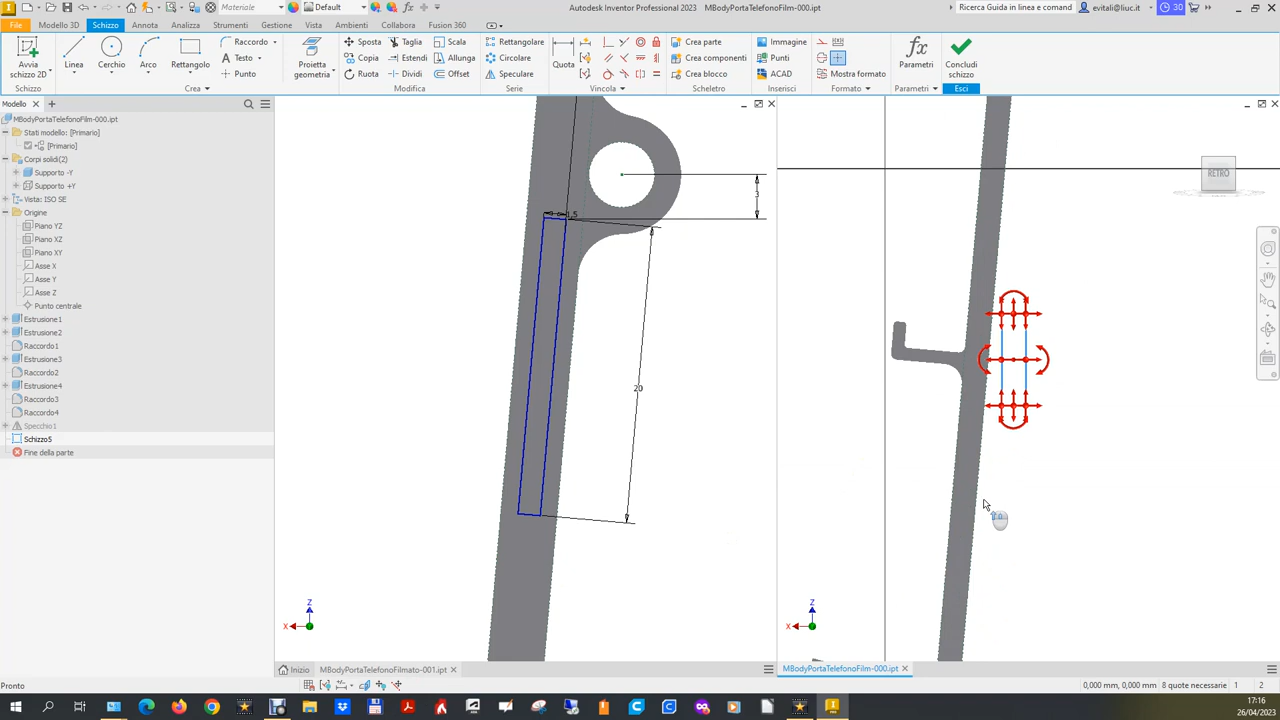 Materiale
Default
Autodesk Inventor Professional 2023 MBodyPortaTelefonoFilm-000.ipt
Ricerca Guida in linea e comand
evitali@liuc.it
30
File
Modello 3D
Schizzo
Annota
Analizza
Strumenti
Gestione
Vista
Ambienti
Collabora
Fusion 360
Avvia
schizzo 2D
Linea
Cerchio
Arco
Rettangolo
Raccordo
Testo
Punto
Proietta
geometria
Sposta
Copia
Ruota
Taglia
Estendi
Dividi
Scala
Allunga
Offset
Rettangolare
Circolare
Speculare
Quota
Crea parte
Crea componenti
Crea blocco
Immagine
Punti
ACAD
Mostra formato
Parametri
Concludi
schizzo
Schizzo
Crea
Modifica
Serie
Vincola
Scheletro
Inserisci
Formato
Parametri
Esci
Modello
MBodyPortaTelefonoFilm-000.ipt
Stati modello: [Primario]
[Primario]
Corpi solidi(2)
Supporto -Y
Supporto +Y
Vista: ISO SE
Origine
Piano YZ
Piano XZ
Piano XY
Asse X
Asse Y
Asse Z
Punto centrale
Estrusione1
Estrusione2
Raccordo1
Estrusione3
Raccordo2
Estrusione4
Raccordo3
Raccordo4
Specchio1
Schizzo5
Fine della parte
1,5
3
20
Z
X
RETRO
Z
X
Inizio
MBodyPortaTelefonoFilmato-001.ipt
MBodyPortaTelefonoFilm-000.ipt
Pronto
0,000 mm, 0,000 mm
8 quote necessarie
1
2
17:16
26/04/2023